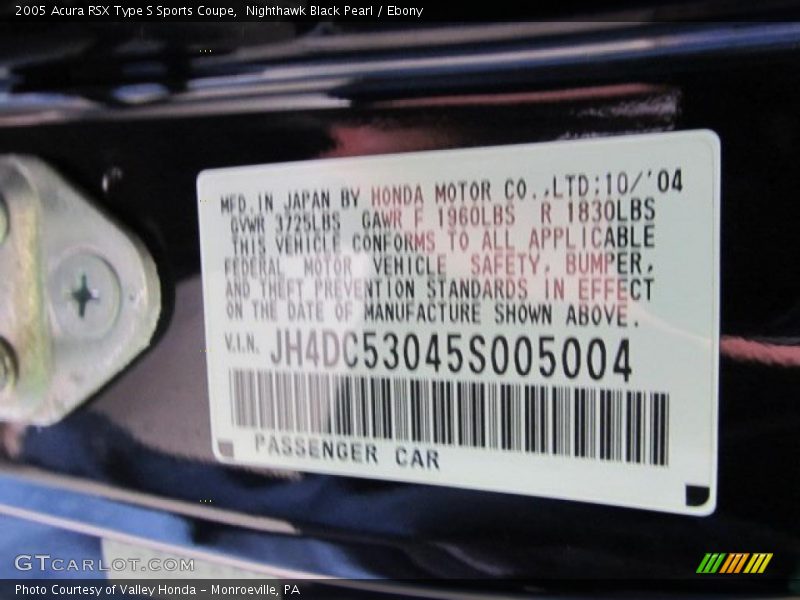 2005 Acura RSX Type S Sports Coupe, Nighthawk Black Pearl / Ebony
MFD. IN JAPAN BY HONDA MOTOR CO.,LTD:10/'04
GVWR 3725LBS GAWR F 1960LBS R 1830LBS
THIS VEHICLE CONFORMS TO ALL APPLICABLE
FEDERAL MOTOR VEHICLE SAFETY, BUMPER,
AND THEFT PREVENTION STANDARDS IN EFFECT
ON THE DATE OF MANUFACTURE SHOWN ABOVE.
V.I.N. JH4DC53045S005004
PASSENGER CAR
GTCARLOT.COM
Photo Courtesy of Valley Honda - Monroeville, PA